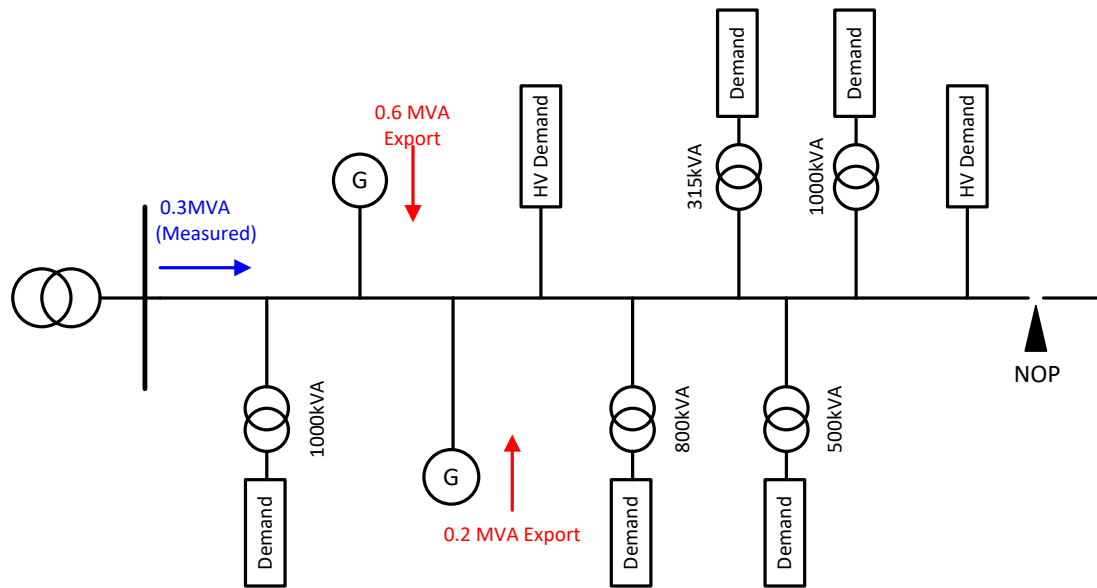 Demand
Demand
0.6 MVA
Export
HV Demand
315kVA
1000kVA
HV Demand
G
0.3MVA
(Measured)
NOP
1000kVA
800kVA
500kVA
G
Demand
0.2 MVA Export
Demand
Demand